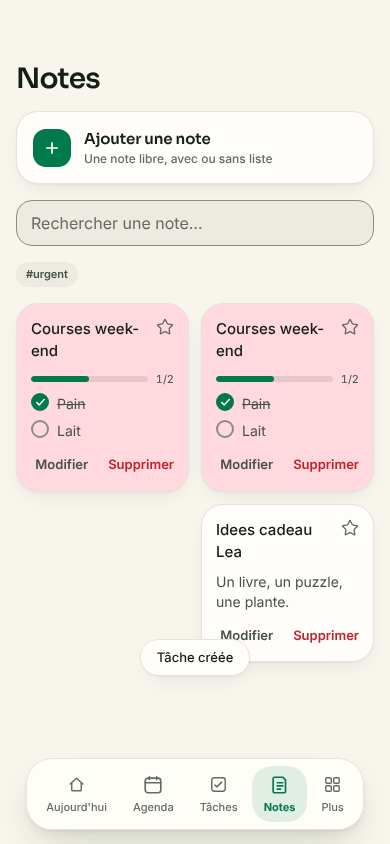 Notes
Ajouter une note
Une note libre, avec ou sans liste
Rechercher une note...
#urgent
Courses week-
end
1/2
Pain
Lait
Modifier Supprimer
Courses week-
end
1/2
Pain
Lait
Modifier Supprimer
Idees cadeau
Lea
Un livre, un puzzle,
une plante.
Modifier Supprimer
Tâche créée
Aujourd'hui Agenda Tâches Notes Plus